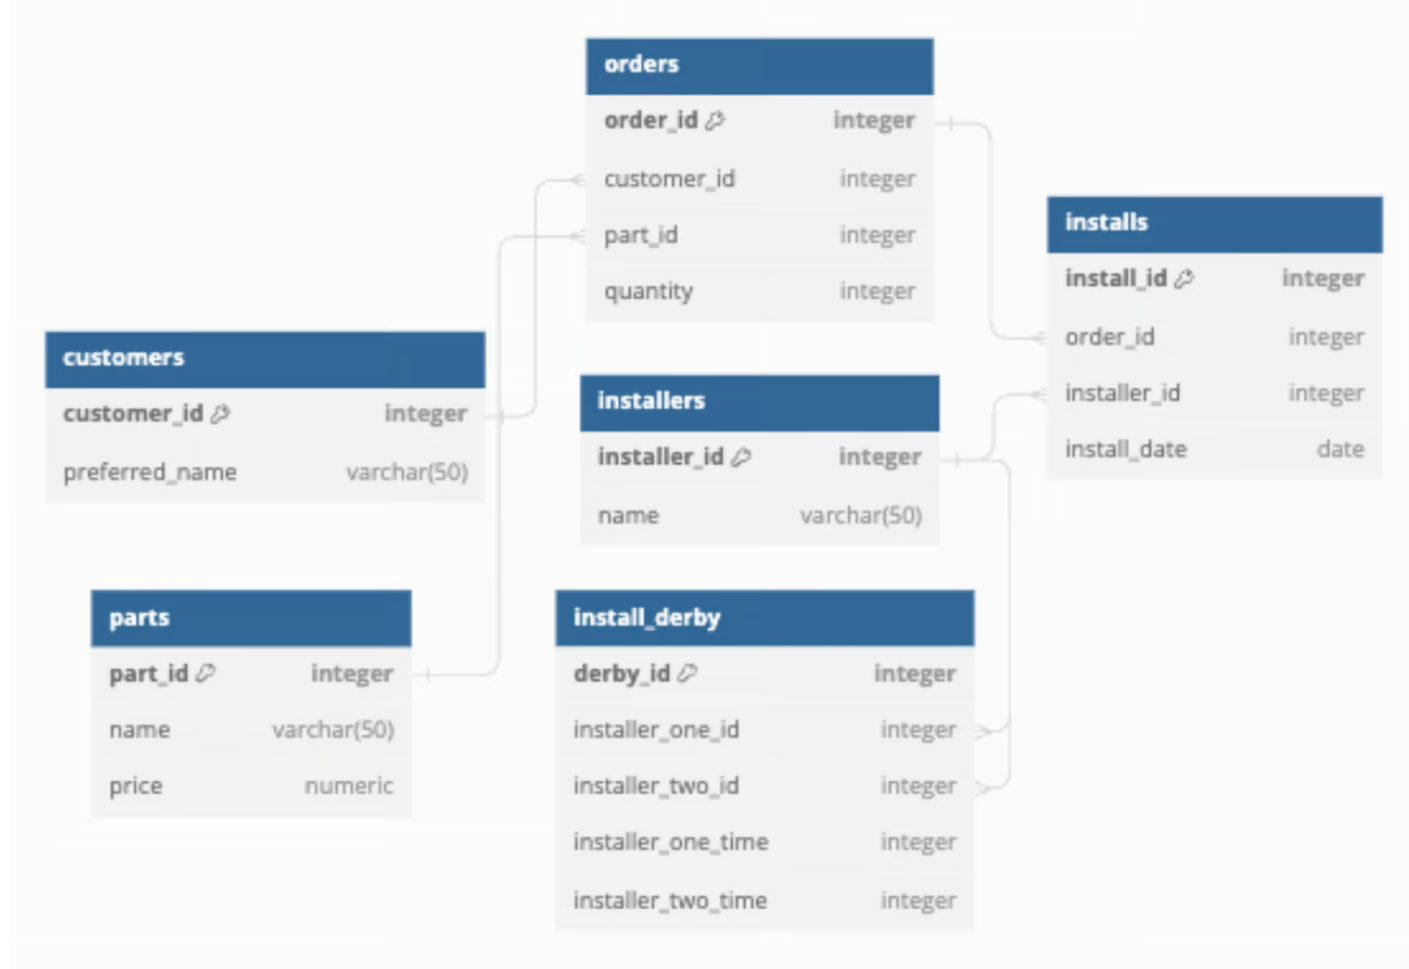 orders
order_id integer
customer_id integer
part_id integer
quantity integer
installs
install_id integer
order_id integer
installer_id integer
install_date date
customers
customer_id integer
preferred_name varchar(50)
installers
installer_id integer
name varchar(50)
parts
part_id integer
name varchar(50)
price numeric
install_derby
derby_id integer
installer_one_id integer
installer_two_id integer
installer_one_time integer
installer_two_time integer